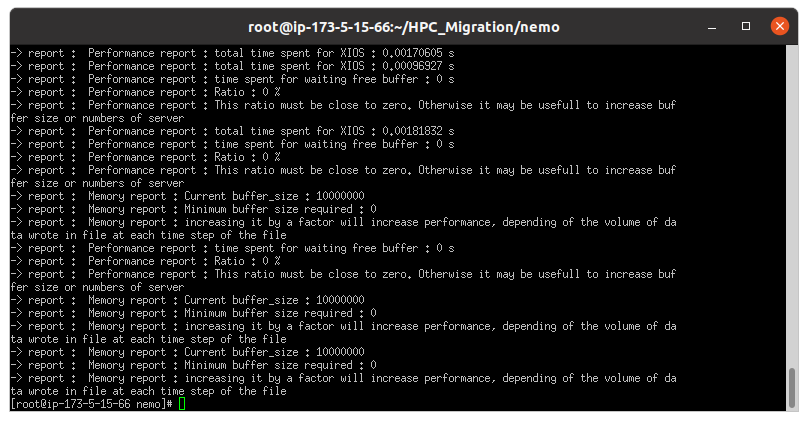 root@ip-173-5-15-66:~/HPC_Migration/nemo
-> report :  Performance report : total time spent for XIOS : 0.00170605 s
-> report :  Performance report : total time spent for XIOS : 0.00096927 s
-> report :  Performance report : time spent for waiting free buffer : 0 s
-> report :  Performance report : Ratio : 0 %
-> report :  Performance report : This ratio must be close to zero. Otherwise it may be usefull to increase buf
fer size or numbers of server
-> report :  Performance report : total time spent for XIOS : 0.00181832 s
-> report :  Performance report : time spent for waiting free buffer : 0 s
-> report :  Performance report : Ratio : 0 %
-> report :  Performance report : This ratio must be close to zero. Otherwise it may be usefull to increase buf
fer size or numbers of server
-> report :  Memory report : Current buffer_size : 10000000
-> report :  Memory report : Minimum buffer size required : 0
-> report :  Memory report : increasing it by a factor will increase performance, depending of the volume of da
ta wrote in file at each time step of the file
-> report :  Performance report : time spent for waiting free buffer : 0 s
-> report :  Performance report : Ratio : 0 %
-> report :  Performance report : This ratio must be close to zero. Otherwise it may be usefull to increase buf
fer size or numbers of server
-> report :  Memory report : Current buffer_size : 10000000
-> report :  Memory report : Minimum buffer size required : 0
-> report :  Memory report : increasing it by a factor will increase performance, depending of the volume of da
ta wrote in file at each time step of the file
-> report :  Memory report : Current buffer_size : 10000000
-> report :  Memory report : Minimum buffer size required : 0
-> report :  Memory report : increasing it by a factor will increase performance, depending of the volume of da
ta wrote in file at each time step of the file
[root@ip-173-5-15-66 nemo]#